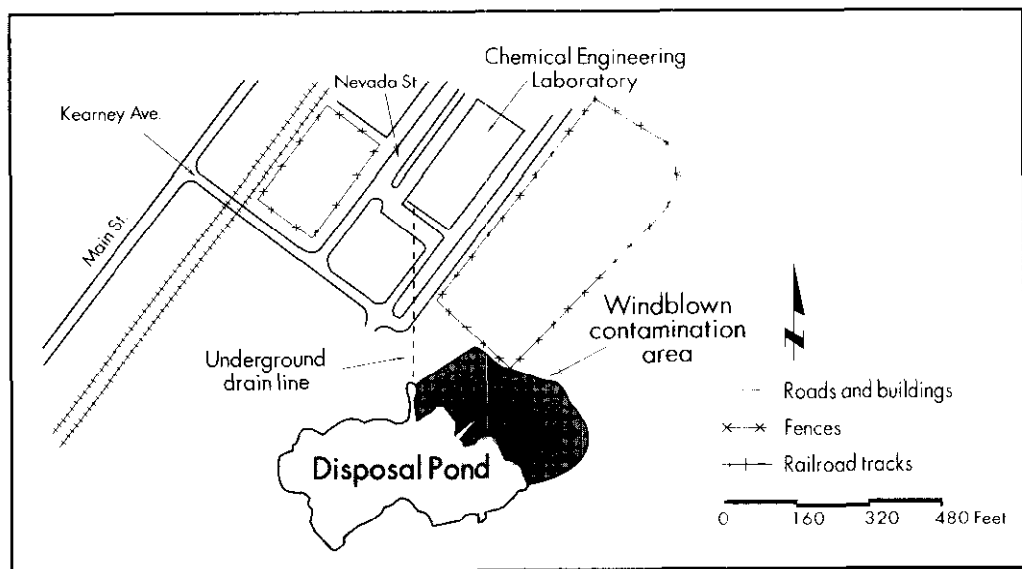 Chemical Engineering
Laboratory
Nevada St
Kearney Ave.
Main St.
Windblown
contamination
area
Underground
drain line
Disposal Pond
Roads and buildings
Fences
Railroad tracks
0 160 320 480 Feet